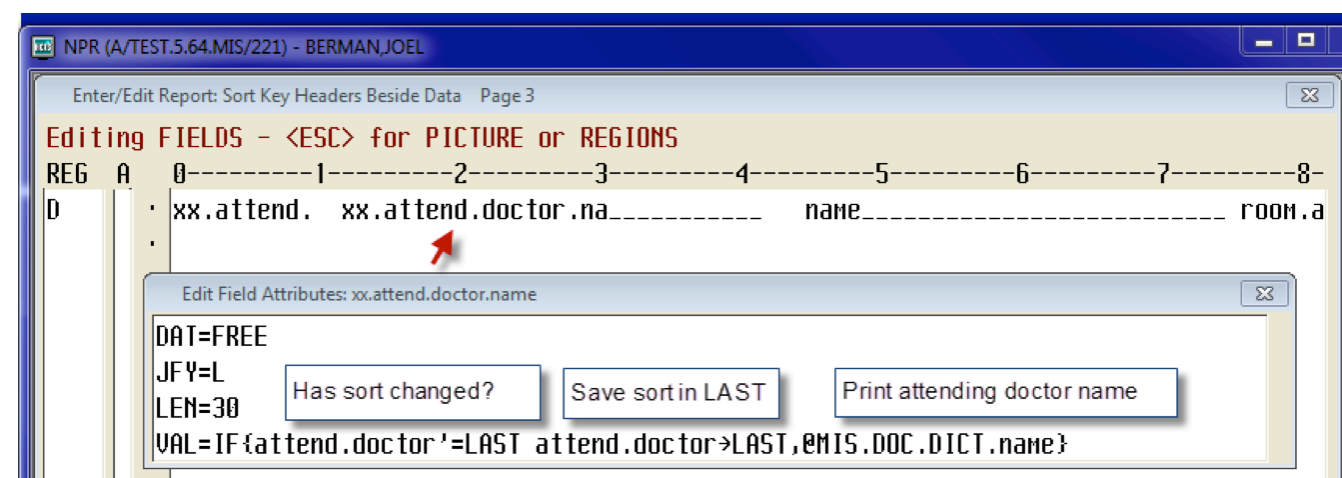 NPR (A/TEST.5.64.MIS/221) - BERMAN,JOEL
Enter/Edit Report: Sort Key Headers Beside Data Page 3
Editing FIELDS - <ESC> for PICTURE or REGIONS
REG A 0---------1---------2---------3---------4---------5---------6---------7---------8-
D . xx.attend. xx.attend.doctor.na___________ name__________________________ room.a
.
Edit Field Attributes: xx.attend.doctor.name
DAT=FREE
JFY=L
LEN=30
Has sort changed? Save sort in LAST Print attending doctor name
VAL=IF{attend.doctor'=LAST attend.doctor→LAST,@MIS.DOC.DICT.name}